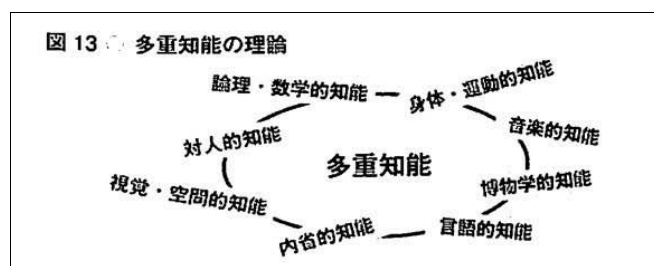 図13 多重知能の理論
論理・数学的知能
身体・運動的知能
音楽的知能
博物学的知能
言語的知能
内省的知能
視覚・空間的知能
対人的知能
多重知能